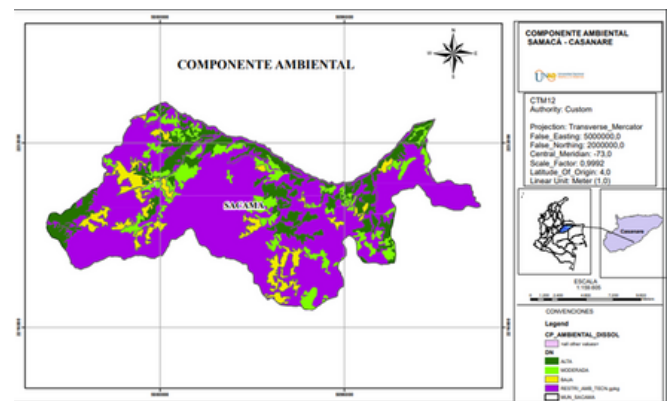 COMPONENTE AMBIENTAL
N
SACAMA
COMPONENTE AMBIENTAL
SAMACÁ - CASANARE
CTM12
Authority: Custom
Projection: Transverse_Mercator
False_Easting: 5000000,0
False_Northing: 2000000,0
Central_Meridian: -73,0
Scale_Factor: 0,9992
Latitude_Of_Origin: 4,0
Linear Unit: Meter (1,0)
Casanare
ESCALA
CONVENCIONES
Legend
CP_AMBIENTAL_DISSOL
<all other values>
DN
ALTA
MODERADA
BAJA
MUN_SACAMA